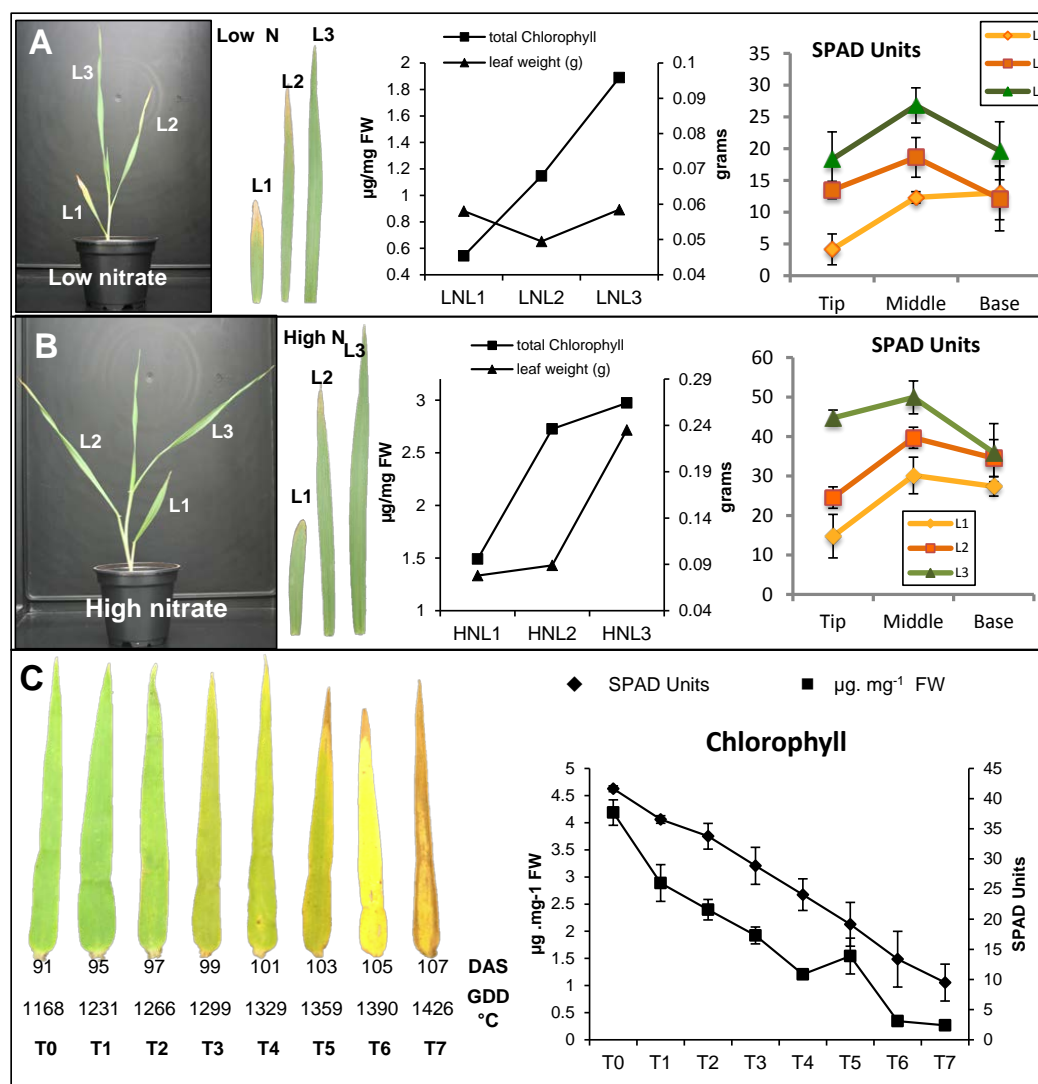 A
L3
L2
L1
Low nitrate
Low N
L3
L2
L1
total Chlorophyll
leaf weight (g)
µg/mg FW
2
1.8
1.6
1.4
1.2
1
0.8
0.6
0.4
LNL1 LNL2 LNL3
0.1
0.09
0.08
0.07
0.06
0.05
0.04
grams
SPAD Units
L
L
L
35
30
25
20
15
10
5
0
Tip Middle Base
B
L2
L3
L1
High nitrate
High N
L3
L2
L1
total Chlorophyll
leaf weight (g)
µg/mg FW
3
2.5
2
1.5
1
HNL1 HNL2 HNL3
0.29
0.24
0.19
0.14
0.09
0.04
grams
SPAD Units
60
50
40
30
20
10
0
L1
L2
L3
Tip Middle Base
C
91 95 97 99 101 103 105 107 DAS
1168 1231 1266 1299 1329 1359 1390 1426 GDD °C
T0 T1 T2 T3 T4 T5 T6 T7
SPAD Units µg. mg-1 FW
Chlorophyll
µg .mg-1 FW
5
4.5
4
3.5
3
2.5
2
1.5
1
0.5
0
T0 T1 T2 T3 T4 T5 T6 T7
45
40
35
30
25
20
15
10
5
0
SPAD Units